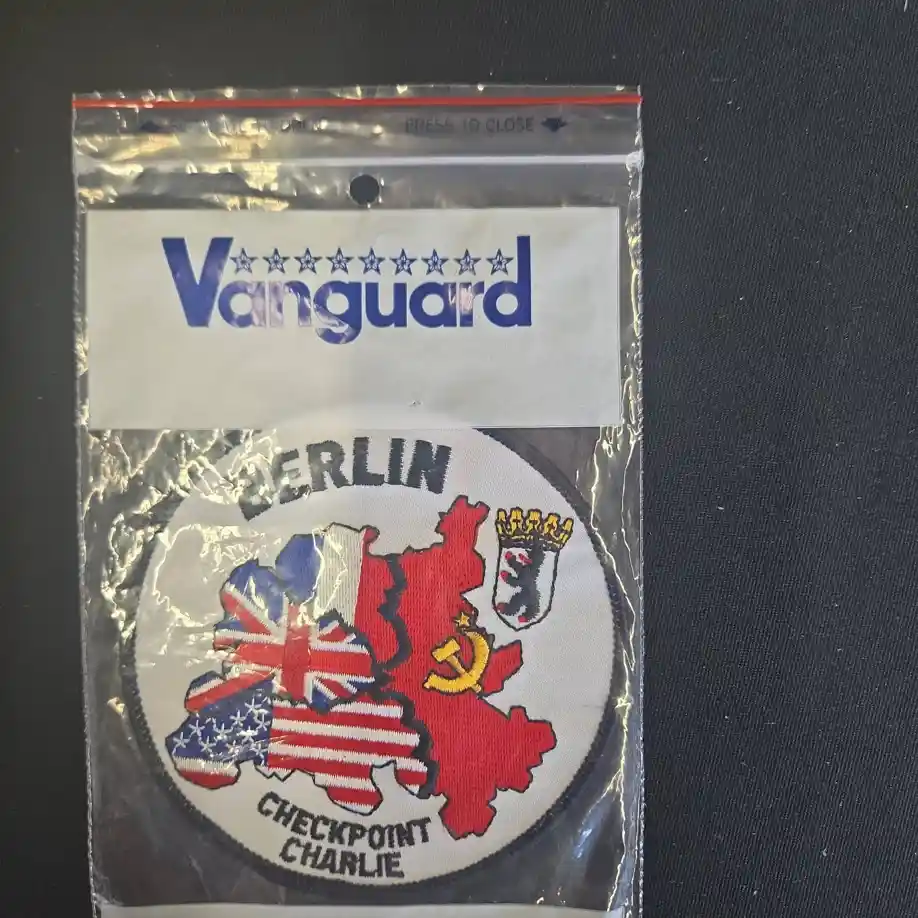 PRESS TO CLOSE
Vanguard
BERLIN
CHECKPOINT
CHARLIE